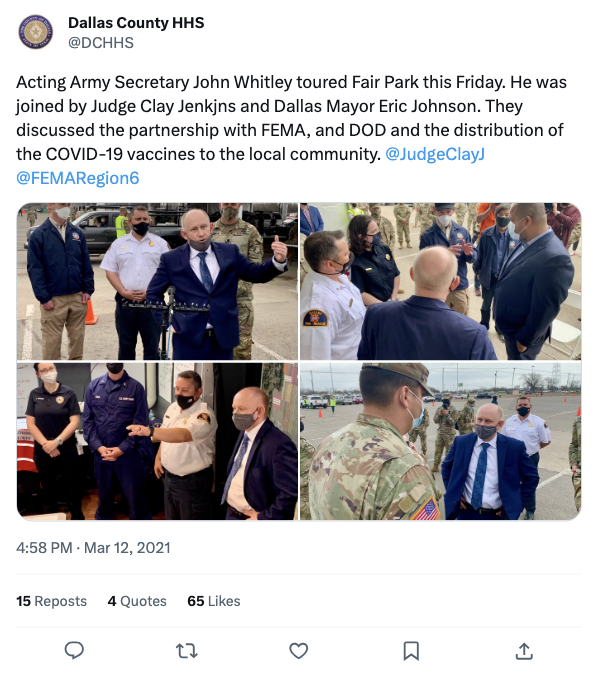 Dallas County HHS
@DCHHS
Acting Army Secretary John Whitley toured Fair Park this Friday. He was
joined by Judge Clay Jenkjns and Dallas Mayor Eric Johnson. They
discussed the partnership with FEMA, and DOD and the distribution of
the COVID-19 vaccines to the local community. @JudgeClayJ
@FEMARegion6
4:58 PM · Mar 12, 2021
15 Reposts 4 Quotes 65 Likes